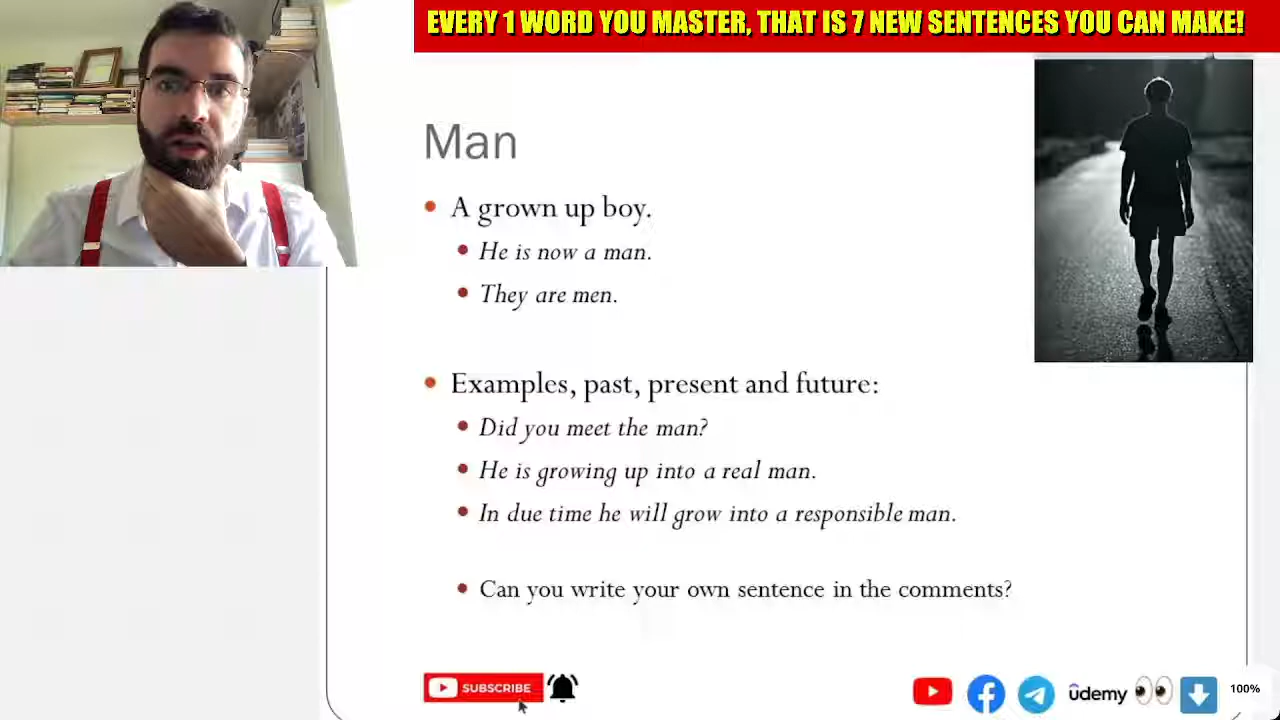 EVERY 1 WORD YOU MASTER, THAT IS 7 NEW SENTENCES YOU CAN MAKE!
Man
A grown up boy.
He is now a man.
They are men.
Examples, past, present and future:
Did you meet the man?
He is growing up into a real man.
In due time he will grow into a responsible man.
Can you write your own sentence in the comments?
SUBSCRIBE
ûdemy
100%